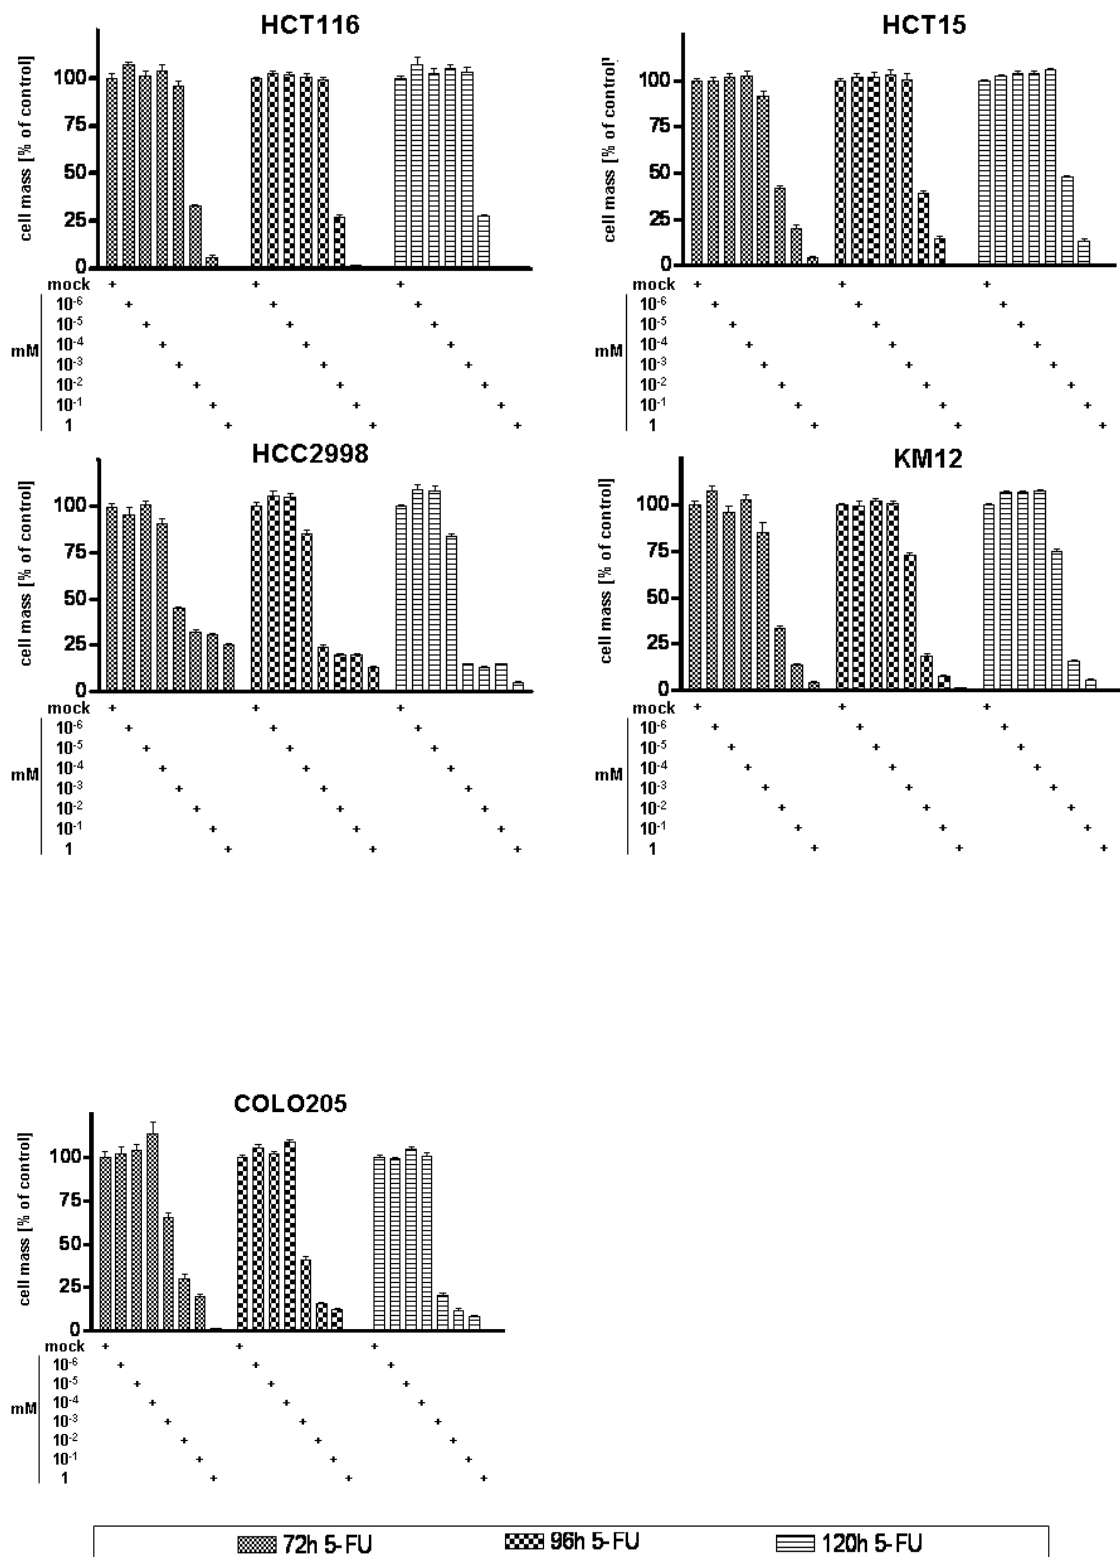 HCT116
cell mass [% of control]
100
75
50
25
0
mock + + +
mM
10⁻⁶ + + +
10⁻⁵ + + +
10⁻⁴ + + +
10⁻³ + + +
10⁻² + + +
10⁻¹ + + +
1 + + +
HCT15
cell mass [% of control]
100
75
50
25
0
mock + + +
mM
10⁻⁶ + + +
10⁻⁵ + + +
10⁻⁴ + + +
10⁻³ + + +
10⁻² + + +
10⁻¹ + + +
1 + + +
HCC2998
cell mass [% of control]
100
75
50
25
0
mock + + +
mM
10⁻⁶ + + +
10⁻⁵ + + +
10⁻⁴ + + +
10⁻³ + + +
10⁻² + + +
10⁻¹ + + +
1 + + +
KM12
cell mass [% of control]
100
75
50
25
0
mock + + +
mM
10⁻⁶ + + +
10⁻⁵ + + +
10⁻⁴ + + +
10⁻³ + + +
10⁻² + + +
10⁻¹ + + +
1 + + +
COLO205
cell mass [% of control]
100
75
50
25
0
mock + + +
mM
10⁻⁶ + + +
10⁻⁵ + + +
10⁻⁴ + + +
10⁻³ + + +
10⁻² + + +
10⁻¹ + + +
1 + + +
72h 5-FU 96h 5-FU 120h 5-FU